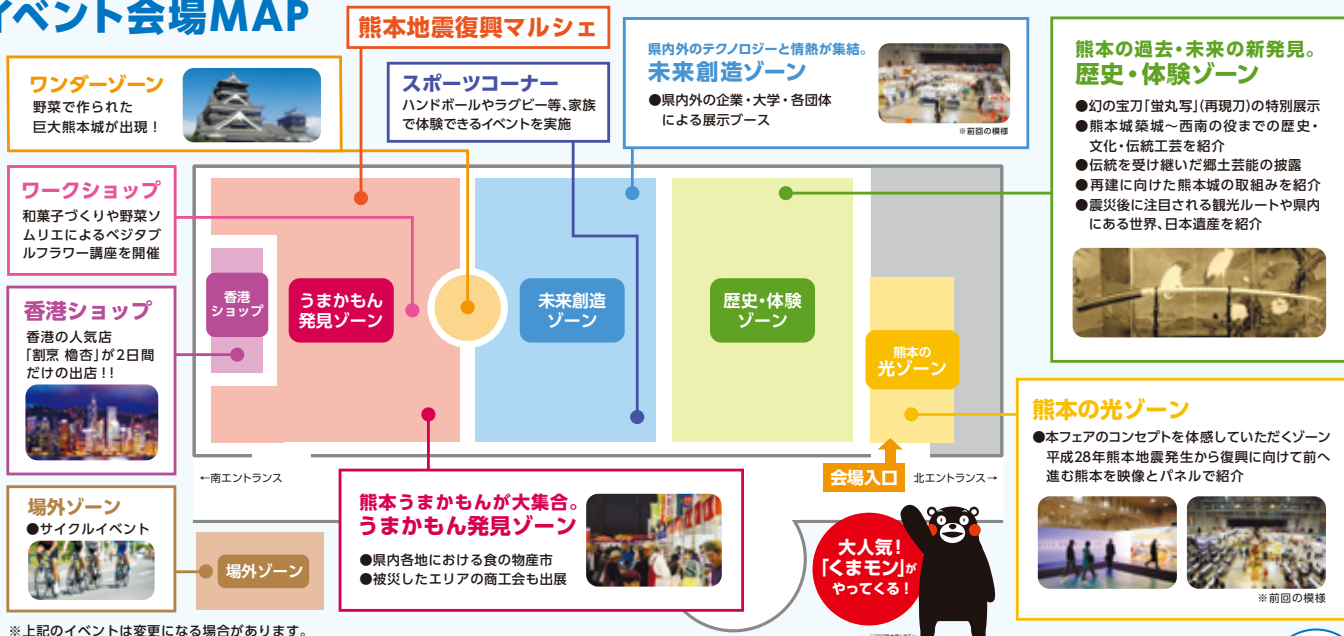 イベント会場MAP
熊本地震復興マルシェ
ワンダーゾーン
野菜で作られた
巨大熊本城が出現！
スポーツコーナー
ハンドボールやラグビー等、家族
で体験できるイベントを実施
県内外のテクノロジーと情熱が集結。
未来創造ゾーン
●県内外の企業・大学・各団体
による展示ブース
※前回の模様
熊本の過去・未来の新発見。
歴史・体験ゾーン
●幻の宝刀「蛍丸写」(再現刀)の特別展示
●熊本城築城～西南の役までの歴史・
文化・伝統工芸を紹介
●伝統を受け継いだ郷土芸能の披露
●再建に向けた熊本城の取組みを紹介
●震災後に注目される観光ルートや県内
にある世界、日本遺産を紹介
ワークショップ
和菓子づくりや野菜ソ
ムリエによるベジタブ
ルフラワー講座を開催
香港ショップ
香港の人気店
「割烹 櫓杏」が2日間
だけの出店！！
香港
ショップ
うまかもん
発見ゾーン
未来創造
ゾーン
歴史・体験
ゾーン
熊本の
光ゾーン
熊本の光ゾーン
●本フェアのコンセプトを体感していただくゾーン
平成28年熊本地震発生から復興に向けて前へ
進む熊本を映像とパネルで紹介
※前回の模様
←南エントランス
会場入口
北エントランス→
場外ゾーン
●サイクルイベント
場外ゾーン
熊本うまかもんが大集合。
うまかもん発見ゾーン
●県内各地における食の物産市
●被災したエリアの商工会も出展
大人気！
「くまモン」が
やってくる！
※上記のイベントは変更になる場合があります。